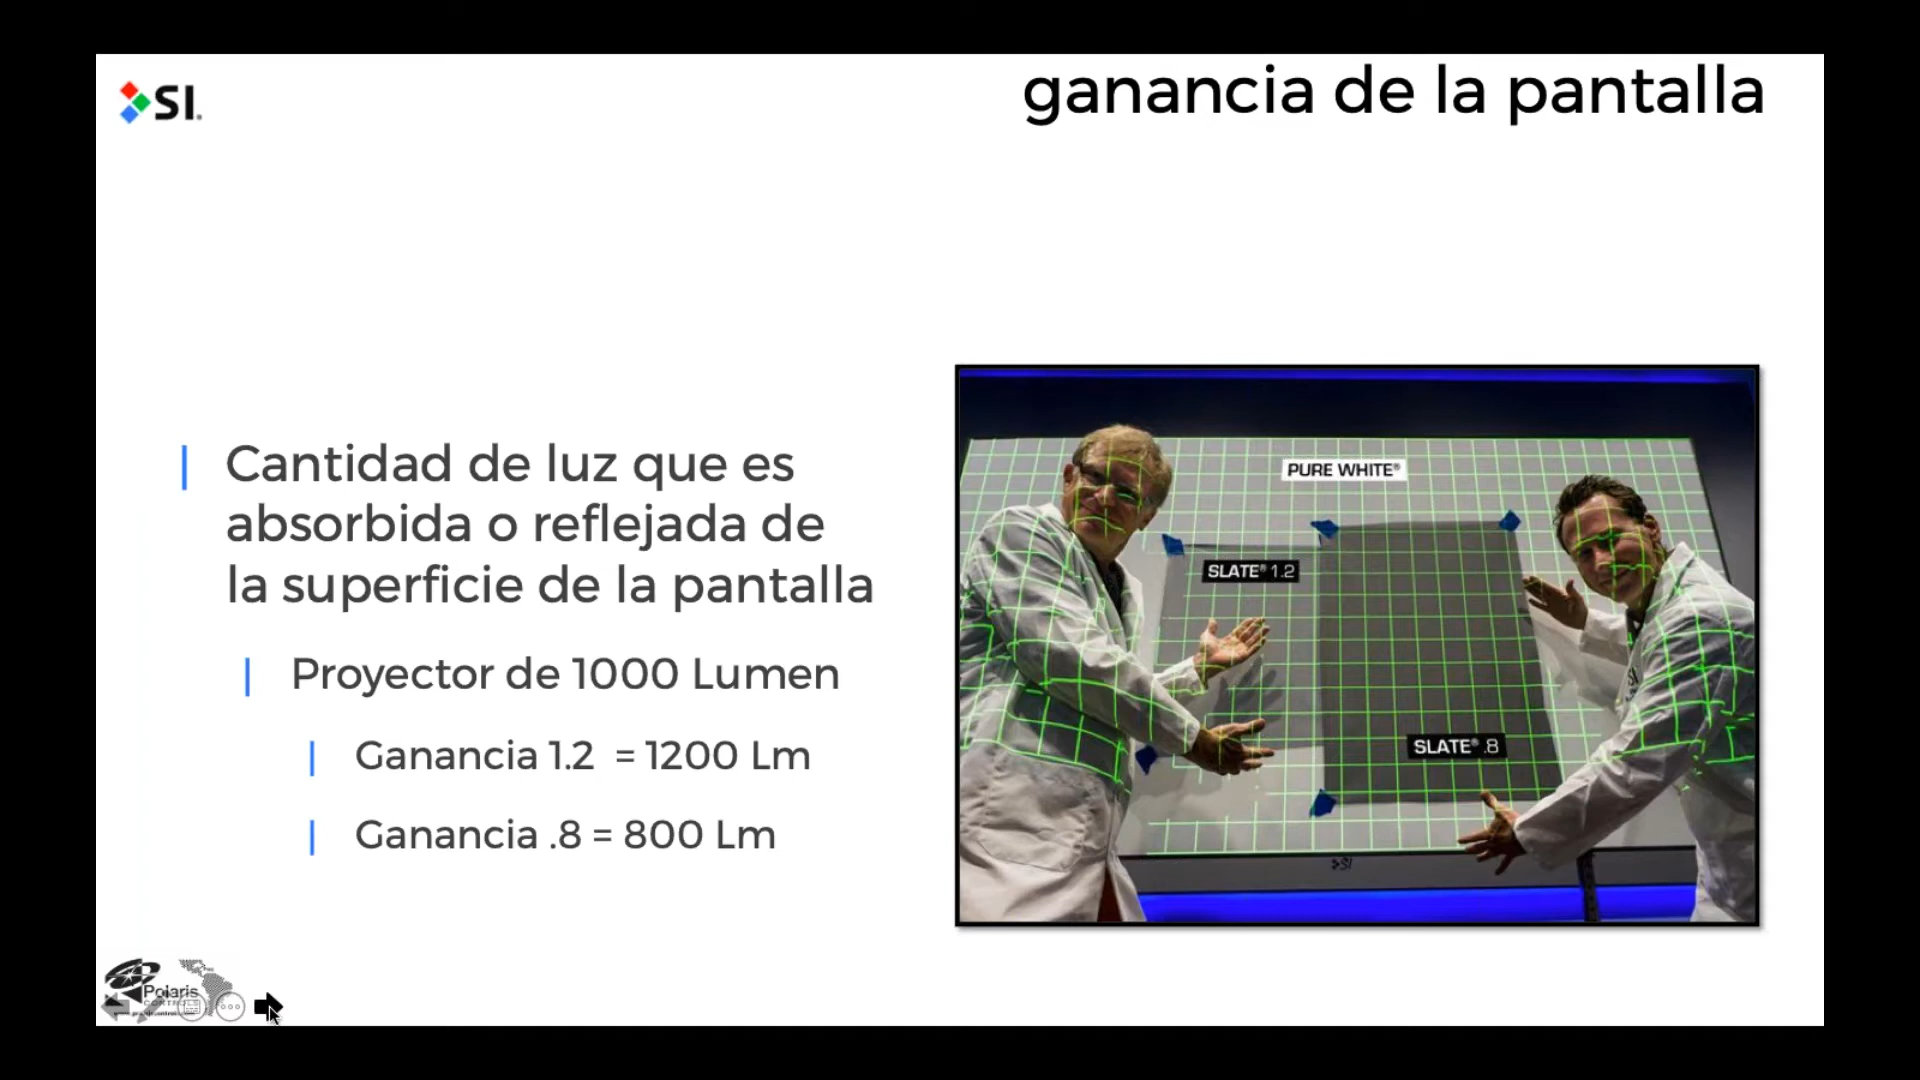 SI.
ganancia de la pantalla
Cantidad de luz que es
absorbida o reflejada de
la superficie de la pantalla
Proyector de 1000 Lumen
Ganancia 1.2 = 1200 Lm
Ganancia .8 = 800 Lm
PURE WHITE®
SLATE® 1.2
SLATE® .8
SI
Polaris